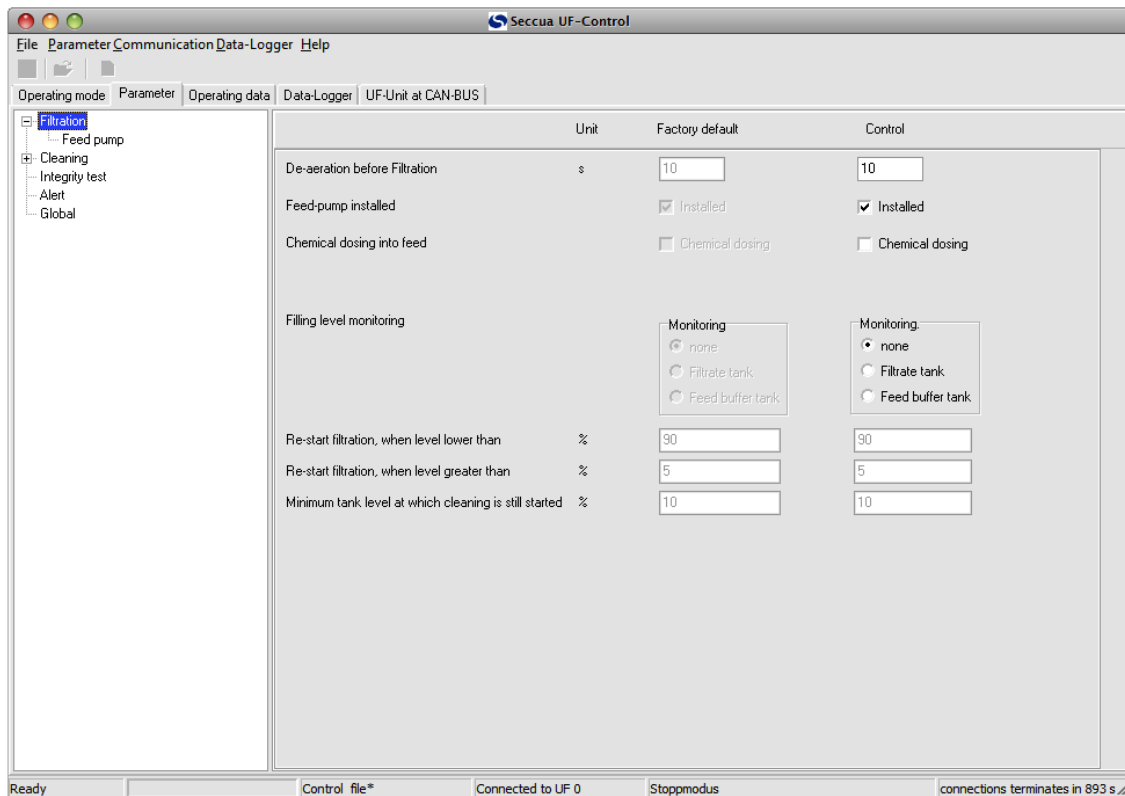 Seccua UF-Control
File Parameter Communication Data-Logger Help
Operating mode Parameter Operating data Data-Logger UF-Unit at CAN-BUS
Filtration
Feed pump
Cleaning
Integrity test
Alert
Global
Unit Factory default Control
De-aeration before Filtration s 10 10
Feed-pump installed Installed Installed
Chemical dosing into feed Chemical dosing Chemical dosing
Filling level monitoring Monitoring Monitoring.
none none
Filtrate tank Filtrate tank
Feed buffer tank Feed buffer tank
Re-start filtration, when level lower than % 90 90
Re-start filtration, when level greater than % 5 5
Minimum tank level at which cleaning is still started % 10 10
Ready Control file* Connected to UF 0 Stoppmodus connections terminates in 893 s